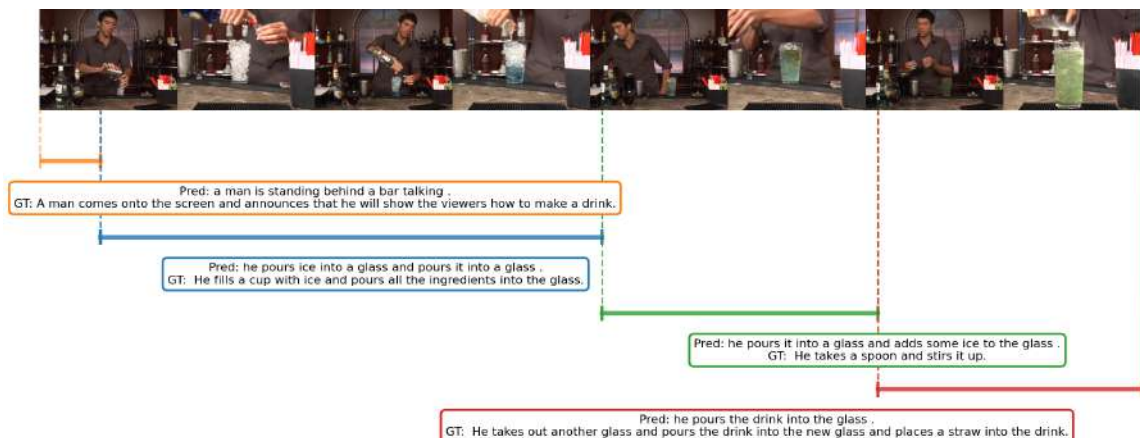 Pred: a man is standing behind a bar talking .
GT: A man comes onto the screen and announces that he will show the viewers how to make a drink.
Pred: he pours ice into a glass and pours it into a glass .
GT: He fills a cup with ice and pours all the ingredients into the glass.
Pred: he pours it into a glass and adds some ice to the glass .
GT: He takes a spoon and stirs it up.
Pred: he pours the drink into the glass .
GT: He takes out another glass and pours the drink into the new glass and places a straw into the drink.